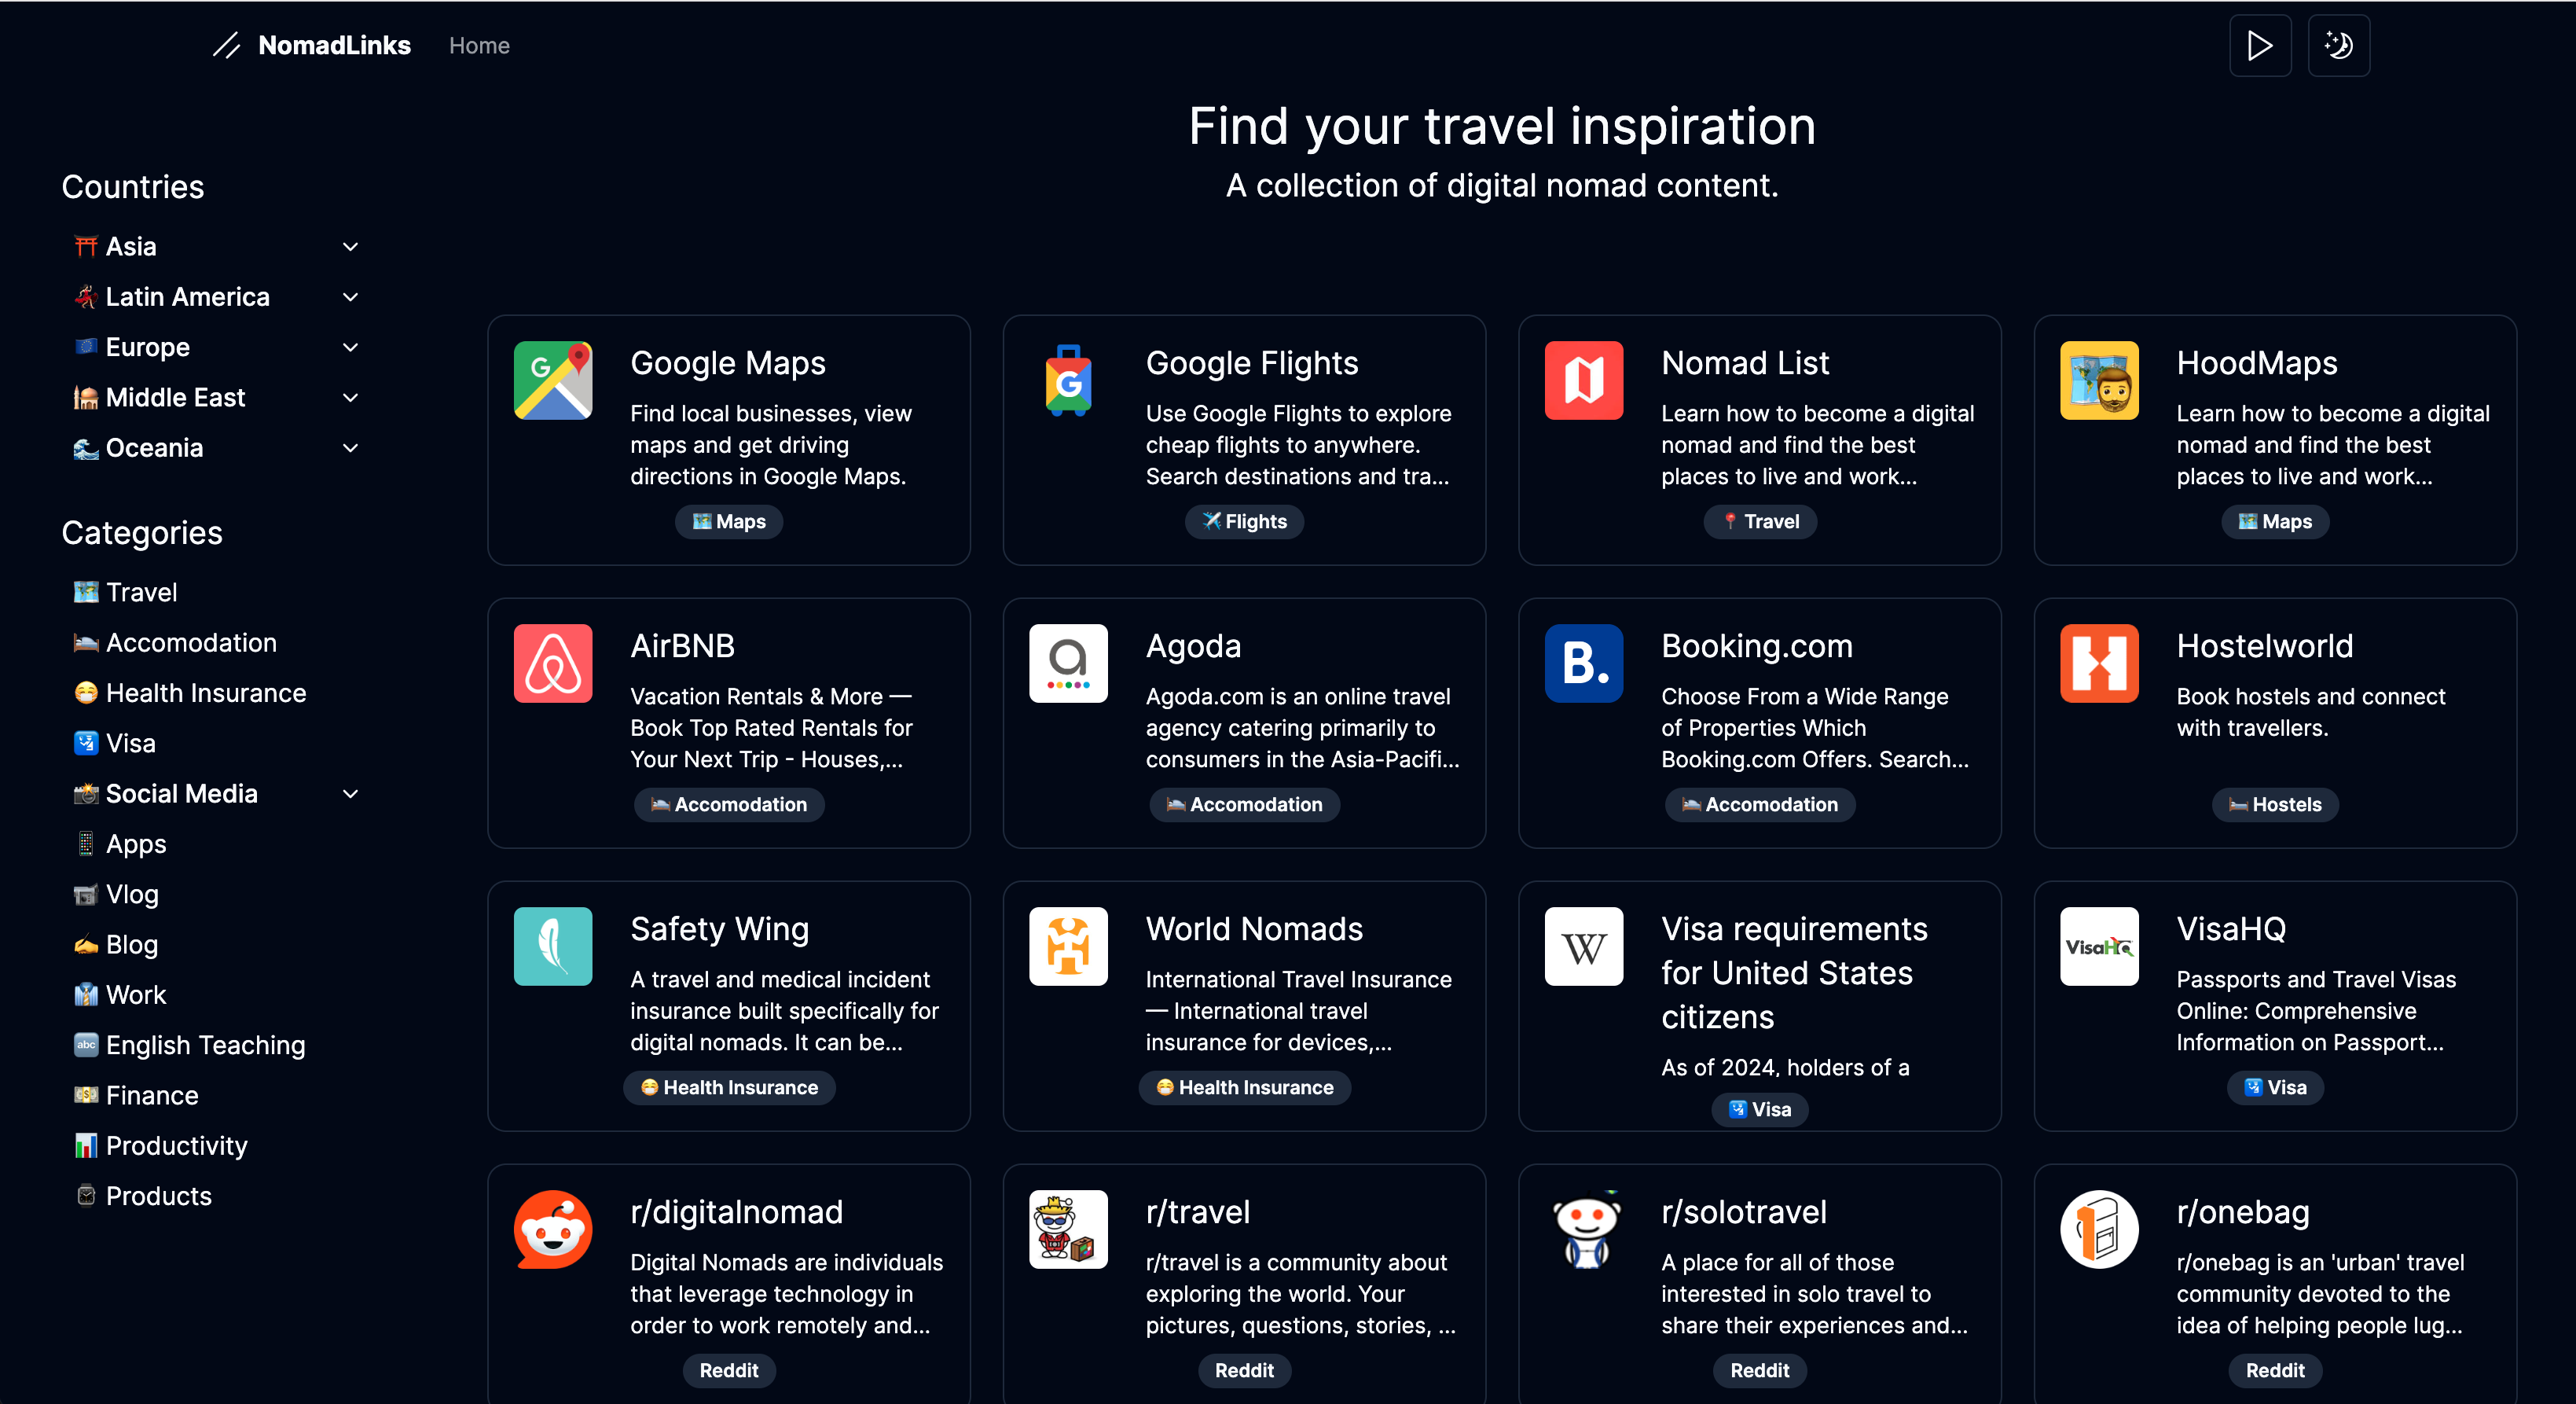 NomadLinks
Home
Find your travel inspiration
A collection of digital nomad content.
Countries
Asia
Latin America
Europe
Middle East
Oceania
Categories
Travel
Accomodation
Health Insurance
Visa
Social Media
Apps
Vlog
Blog
Work
English Teaching
Finance
Productivity
Products
Google Maps
Find local businesses, view
maps and get driving
directions in Google Maps.
Maps
Google Flights
Use Google Flights to explore
cheap flights to anywhere.
Search destinations and tra...
Flights
Nomad List
Learn how to become a digital
nomad and find the best
places to live and work...
Travel
HoodMaps
Learn how to become a digital
nomad and find the best
places to live and work...
Maps
AirBNB
Vacation Rentals & More —
Book Top Rated Rentals for
Your Next Trip - Houses,...
Accomodation
Agoda
Agoda.com is an online travel
agency catering primarily to
consumers in the Asia-Pacifi...
Accomodation
B.
Booking.com
Choose From a Wide Range
of Properties Which
Booking.com Offers. Search...
Accomodation
Hostelworld
Book hostels and connect
with travellers.
Hostels
Safety Wing
A travel and medical incident
insurance built specifically for
digital nomads. It can be...
Health Insurance
World Nomads
International Travel Insurance
— International travel
insurance for devices,...
Health Insurance
W
Visa requirements
for United States
citizens
As of 2024, holders of a
Visa
VisaHQ
VisaHQ
Passports and Travel Visas
Online: Comprehensive
Information on Passport...
Visa
r/digitalnomad
Digital Nomads are individuals
that leverage technology in
order to work remotely and...
Reddit
r/travel
r/travel is a community about
exploring the world. Your
pictures, questions, stories, ...
Reddit
r/solotravel
A place for all of those
interested in solo travel to
share their experiences and...
Reddit
r/onebag
r/onebag is an 'urban' travel
community devoted to the
idea of helping people lug...
Reddit